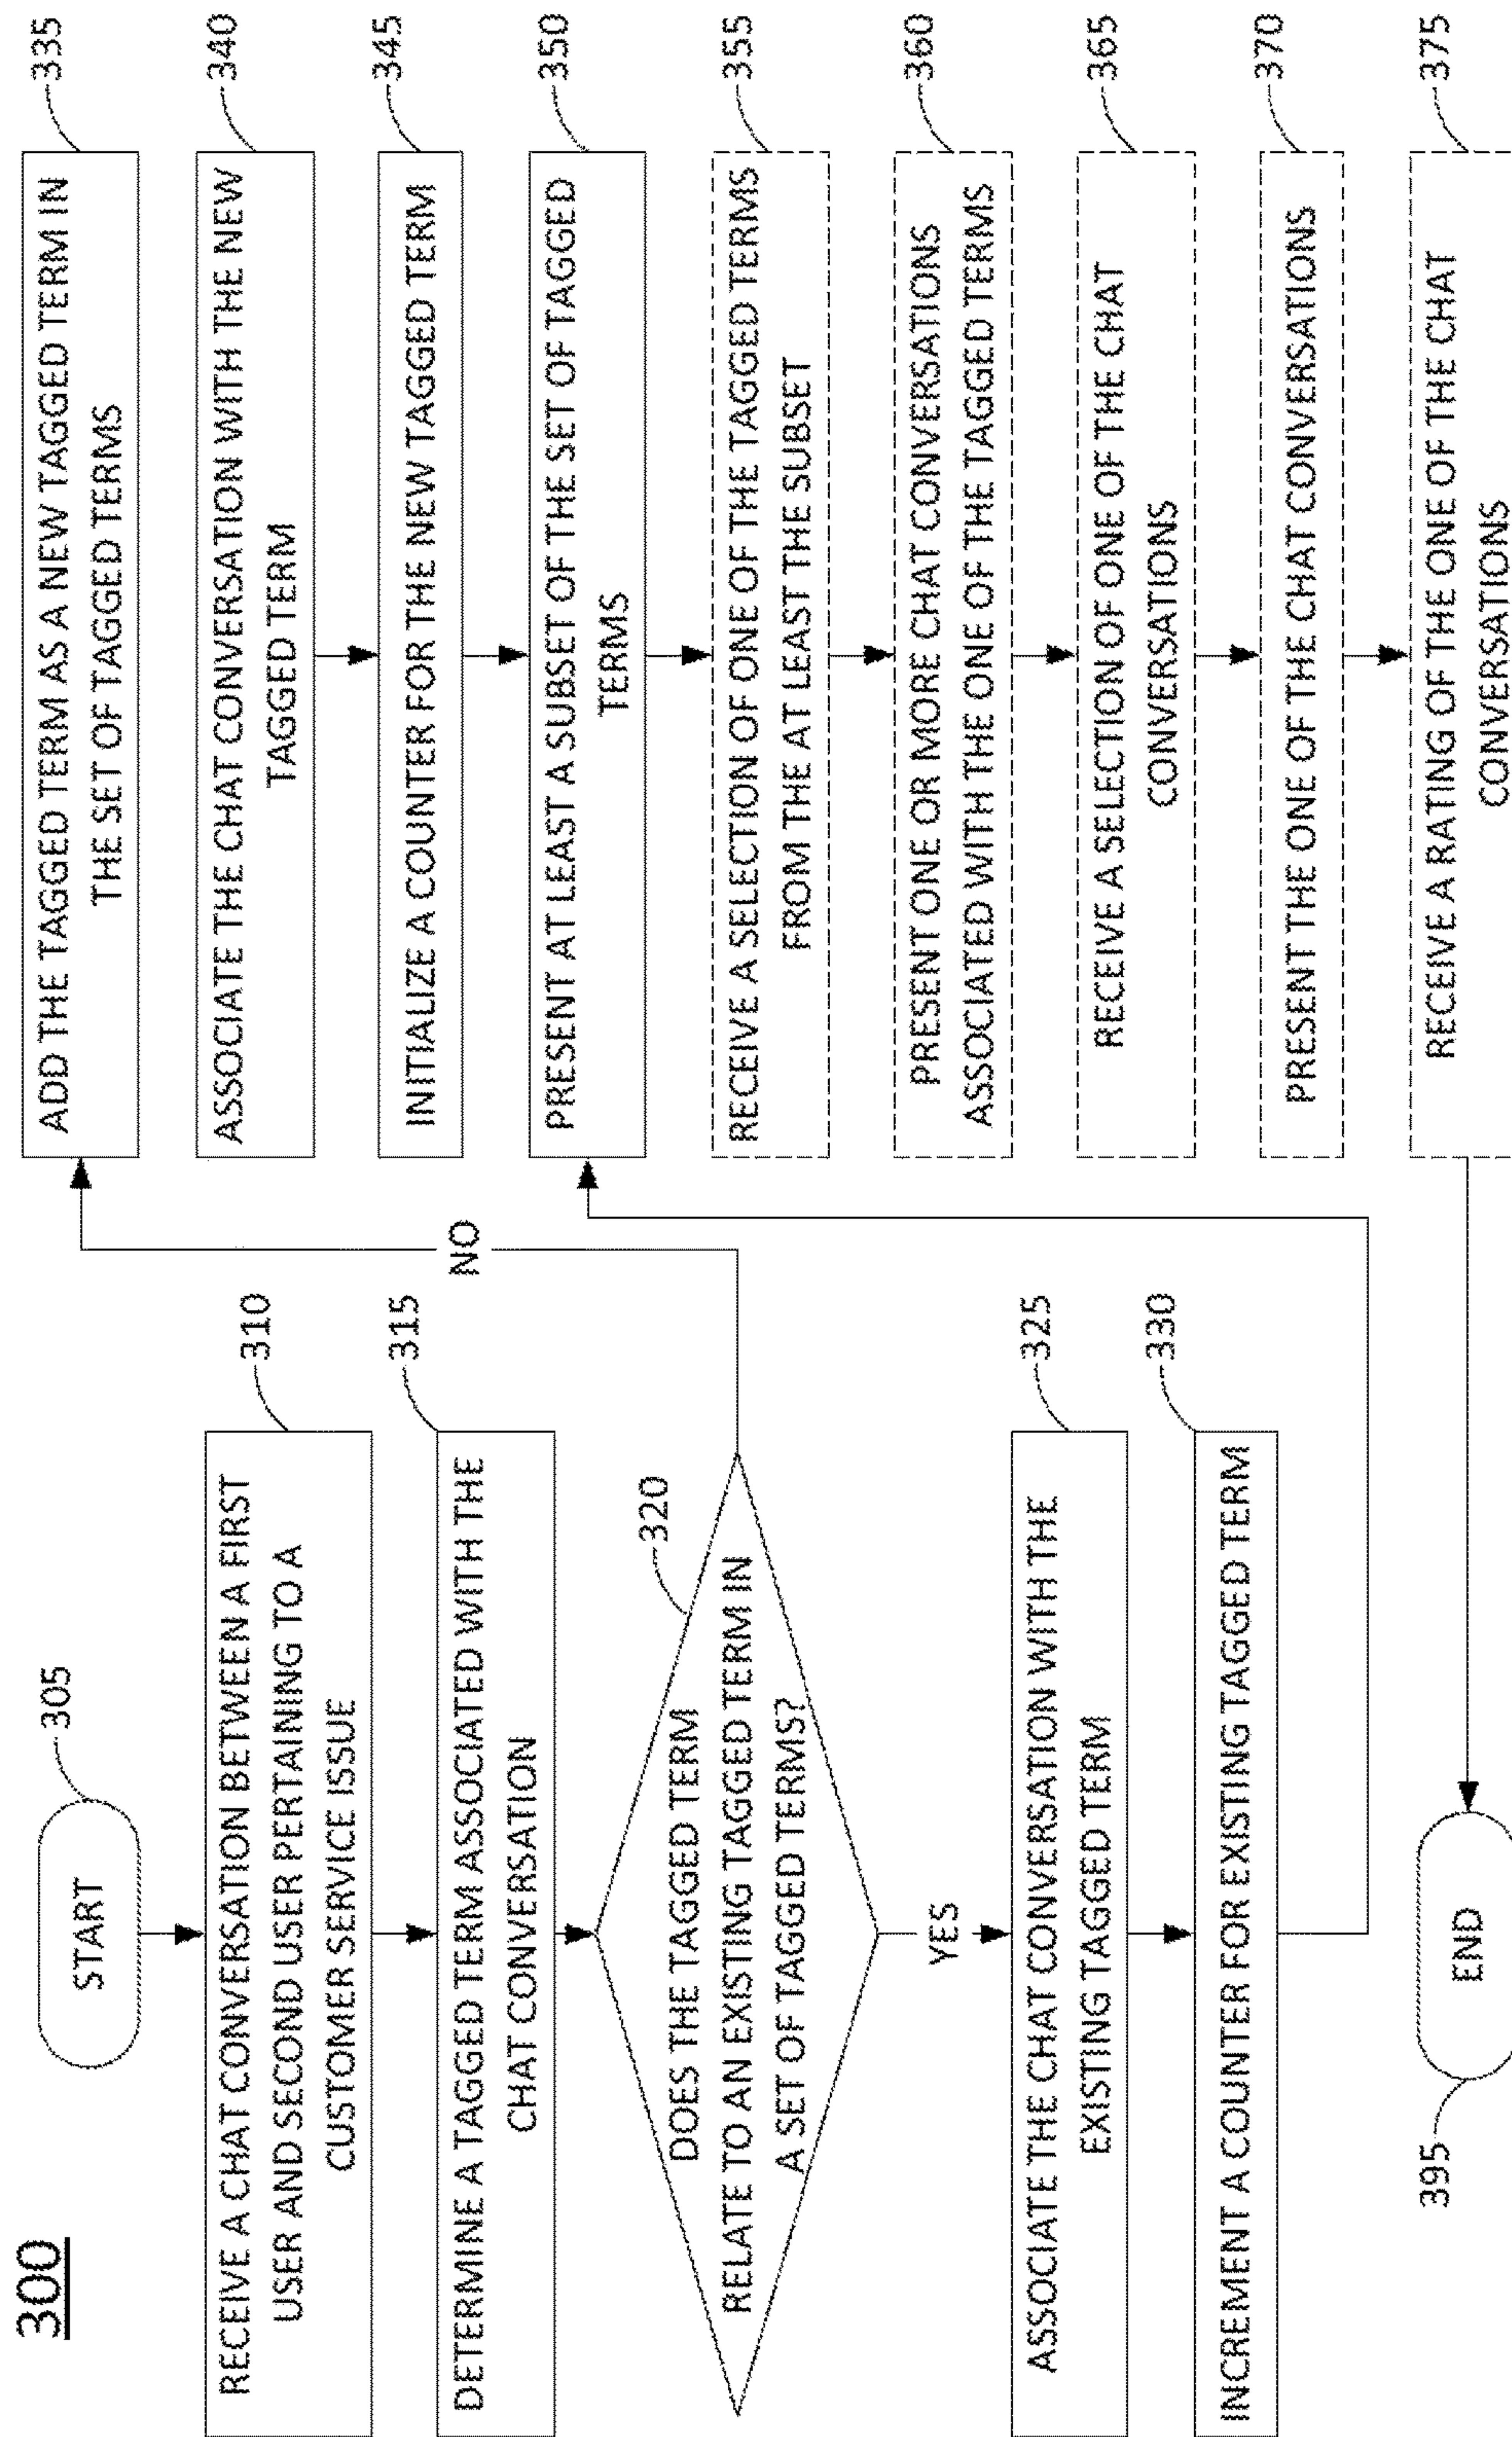 300
START
305
RECEIVE A CHAT CONVERSATION BETWEEN A FIRST
USER AND SECOND USER PERTAINING TO A
CUSTOMER SERVICE ISSUE
310
DETERMINE A TAGGED TERM ASSOCIATED WITH THE
CHAT CONVERSATION
315
DOES THE TAGGED TERM
RELATE TO AN EXISTING TAGGED TERM IN
A SET OF TAGGED TERMS?
320
NO
YES
ASSOCIATE THE CHAT CONVERSATION WITH THE
EXISTING TAGGED TERM
325
INCREMENT A COUNTER FOR EXISTING TAGGED TERM
330
ADD THE TAGGED TERM AS A NEW TAGGED TERM IN
THE SET OF TAGGED TERMS
335
ASSOCIATE THE CHAT CONVERSATION WITH THE NEW
TAGGED TERM
340
INITIALIZE A COUNTER FOR THE NEW TAGGED TERM
345
PRESENT AT LEAST A SUBSET OF THE SET OF TAGGED
TERMS
350
RECEIVE A SELECTION OF ONE OF THE TAGGED TERMS
FROM THE AT LEAST THE SUBSET
355
PRESENT ONE OR MORE CHAT CONVERSATIONS
ASSOCIATED WITH THE ONE OF THE TAGGED TERMS
360
RECEIVE A SELECTION OF ONE OF THE CHAT
CONVERSATIONS
365
PRESENT THE ONE OF THE CHAT CONVERSATIONS
370
RECEIVE A RATING OF THE ONE OF THE CHAT
CONVERSATIONS
375
END
395